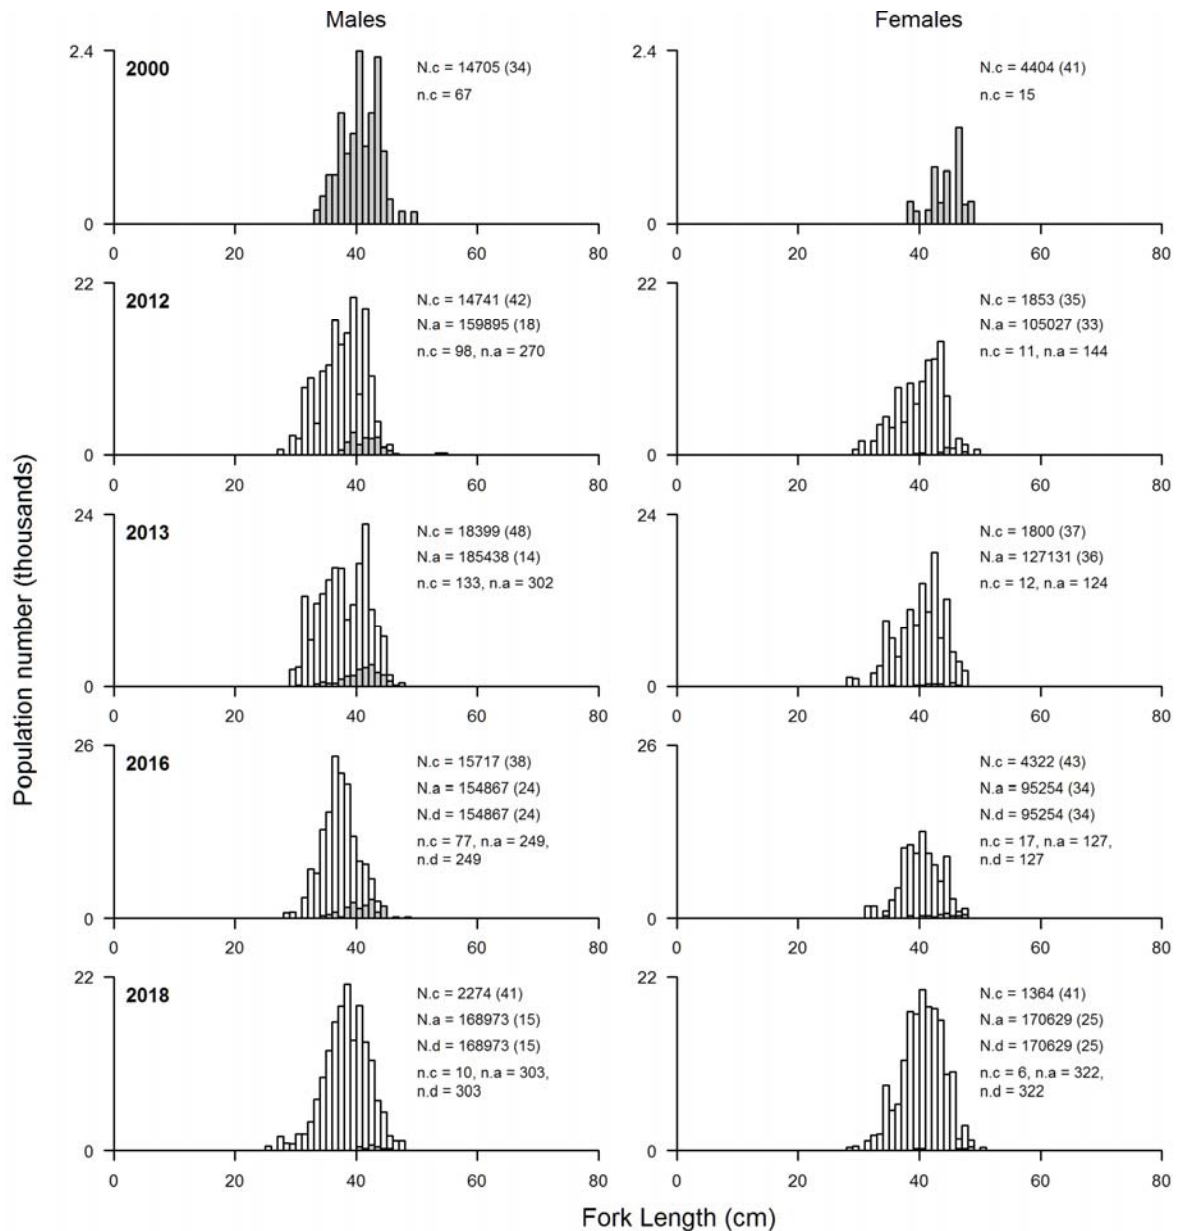 Males
Females
Population number (thousands)
2.4
2000
N.c = 14705 (34)
n.c = 67
0
0 20 40 60 80
2.4
N.c = 4404 (41)
n.c = 15
0
0 20 40 60 80
22
2012
N.c = 14741 (42)
N.a = 159895 (18)
n.c = 98, n.a = 270
0
0 20 40 60 80
22
N.c = 1853 (35)
N.a = 105027 (33)
n.c = 11, n.a = 144
0
0 20 40 60 80
24
2013
N.c = 18399 (48)
N.a = 185438 (14)
n.c = 133, n.a = 302
0
0 20 40 60 80
24
N.c = 1800 (37)
N.a = 127131 (36)
n.c = 12, n.a = 124
0
0 20 40 60 80
26
2016
N.c = 15717 (38)
N.a = 154867 (24)
N.d = 154867 (24)
n.c = 77, n.a = 249,
n.d = 249
0
0 20 40 60 80
26
N.c = 4322 (43)
N.a = 95254 (34)
N.d = 95254 (34)
n.c = 17, n.a = 127,
n.d = 127
0
0 20 40 60 80
22
2018
N.c = 2274 (41)
N.a = 168973 (15)
N.d = 168973 (15)
n.c = 10, n.a = 303,
n.d = 303
0
0 20 40 60 80
22
N.c = 1364 (41)
N.a = 170629 (25)
N.d = 170629 (25)
n.c = 6, n.a = 322,
n.d = 322
0
0 20 40 60 80
Fork Length (cm)